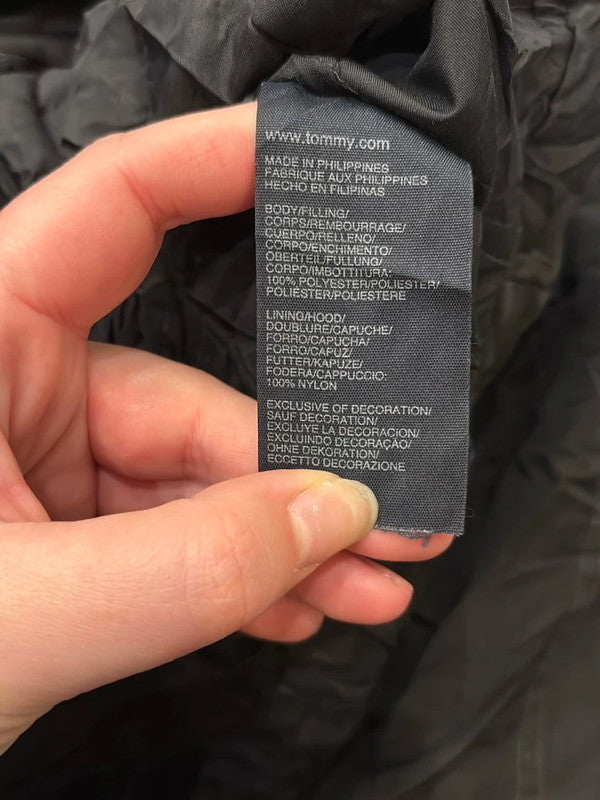 www.tommy.com
MADE IN PHILIPPINES
FABRIQUE AUX PHILIPPINES
HECHO EN FILIPINAS
BODY/FILLING/
CORPS/REMBOURRAGE/
CUERPO/RELLENO/
CORPO/ENCHIMENTO/
OBERTEIL/FÜLLUNG/
CORPO/IMBOTTITURA:
100% POLYESTER/POLIESTER/
POLIÉSTER/POLIESTERE
LINING/HOOD/
DOUBLURE/CAPUCHE/
FORRO/CAPUCHA/
FORRO/CAPUZ/
FUTTER/KAPUZE/
FODERA/CAPPUCCIO:
100% NYLON
EXCLUSIVE OF DECORATION/
SAUF DECORATION/
EXCLUYE LA DECORACION/
EXCLUINDO DECORAÇÃO/
OHNE DEKORATION/
ECCETTO DECORAZIONE